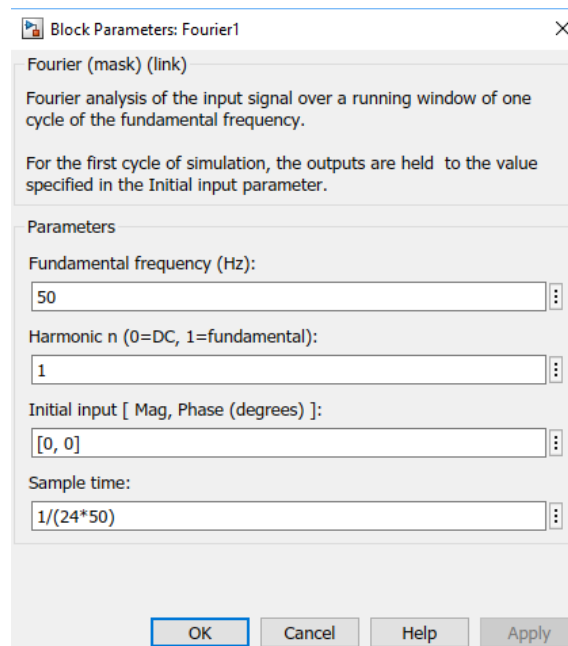 Block Parameters: Fourier1
Fourier (mask) (link)
Fourier analysis of the input signal over a running window of one
cycle of the fundamental frequency.
For the first cycle of simulation, the outputs are held  to the value
specified in the Initial input parameter.
Parameters
Fundamental frequency (Hz):
50
Harmonic n (0=DC, 1=fundamental):
1
Initial input [ Mag, Phase (degrees) ]:
[0, 0]
Sample time:
1/(24*50)
OK Cancel Help Apply